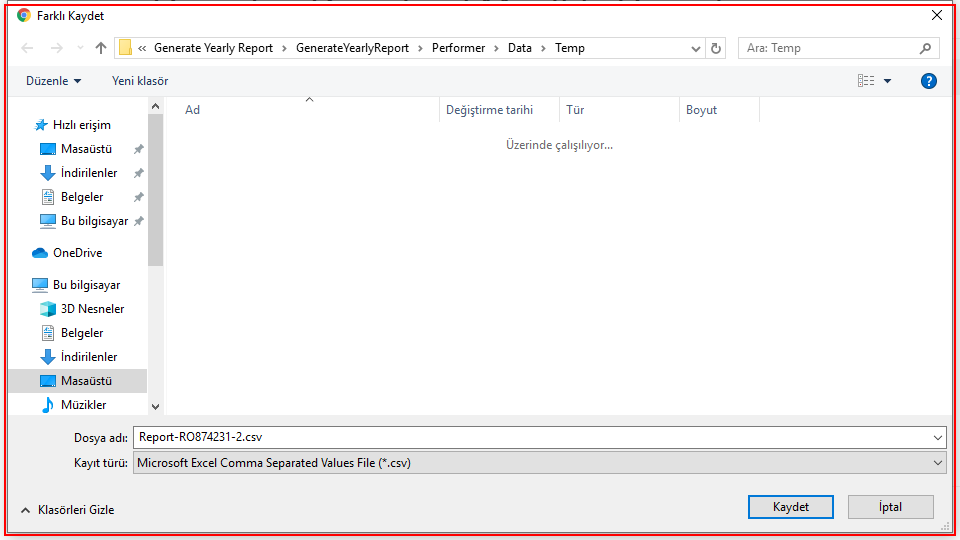 Farklı Kaydet
« Generate Yearly Report › GenerateYearlyReport › Performer › Data › Temp
Ara: Temp
Düzenle
Yeni klasör
?
Ad
Değiştirme tarihi
Tür
Boyut
Üzerinde çalışılıyor...
Hızlı erişim
Masaüstü
İndirilenler
Belgeler
Bu bilgisayar
OneDrive
Bu bilgisayar
3D Nesneler
Belgeler
İndirilenler
Masaüstü
Müzikler
Dosya adı: Report-RO874231-2.csv
Kayıt türü: Microsoft Excel Comma Separated Values File (*.csv)
Klasörleri Gizle
Kaydet
İptal